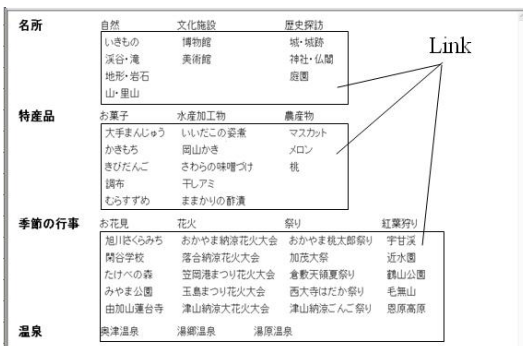 名所 自然 文化施設 歴史探訪
いきもの 博物館 城・城跡
渓谷・滝 美術館 神社・仏閣
地形・岩石 庭園
山・里山
Link
特産品 お菓子 水産加工物 農産物
大手まんじゅう いいだこの姿煮 マスカット
かきもち 岡山かき メロン
きびだんご さわらの味噌づけ 桃
調布 干しアミ
むらすずめ ままかりの酢漬
季節の行事 お花見 花火 祭り 紅葉狩り
旭川さくらみち おかやま納涼花火大会 おかやま桃太郎祭り 宇甘渓
閑谷学校 落合納涼花火大会 加茂大祭 近水園
たけべの森 笠岡港まつり花火大会 倉敷天領夏祭り 鶴山公園
みやま公園 玉島まつり花火大会 西大寺はだか祭り 毛無山
由加山蓮台寺 津山納涼大花火大会 津山納涼ごんご祭り 恩原高原
温泉 奥津温泉 湯郷温泉 湯原温泉